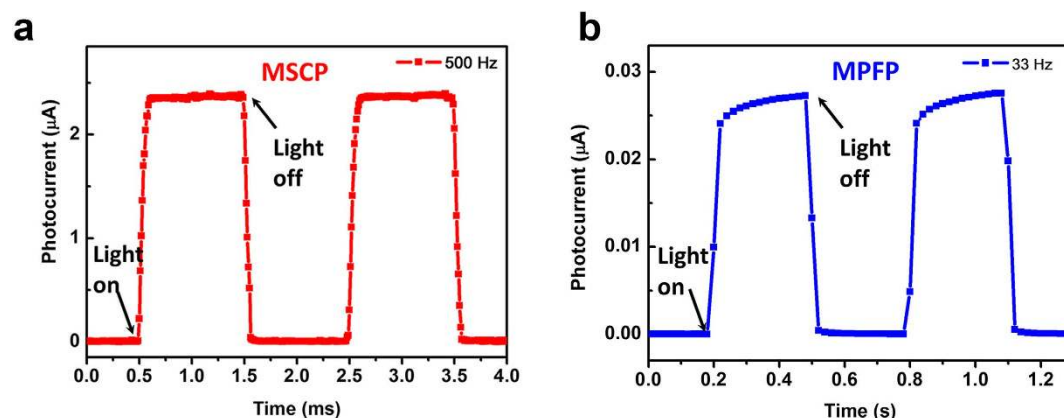 a
MSCP
500 Hz
Light
off
Light
on
Photocurrent (μA)
2
1
0
0.0 0.5 1.0 1.5 2.0 2.5 3.0 3.5 4.0
Time (ms)
b
MPFP
33 Hz
Light
off
Light
on
Photocurrent (μA)
0.03
0.02
0.01
0.00
0.0 0.2 0.4 0.6 0.8 1.0 1.2
Time (s)